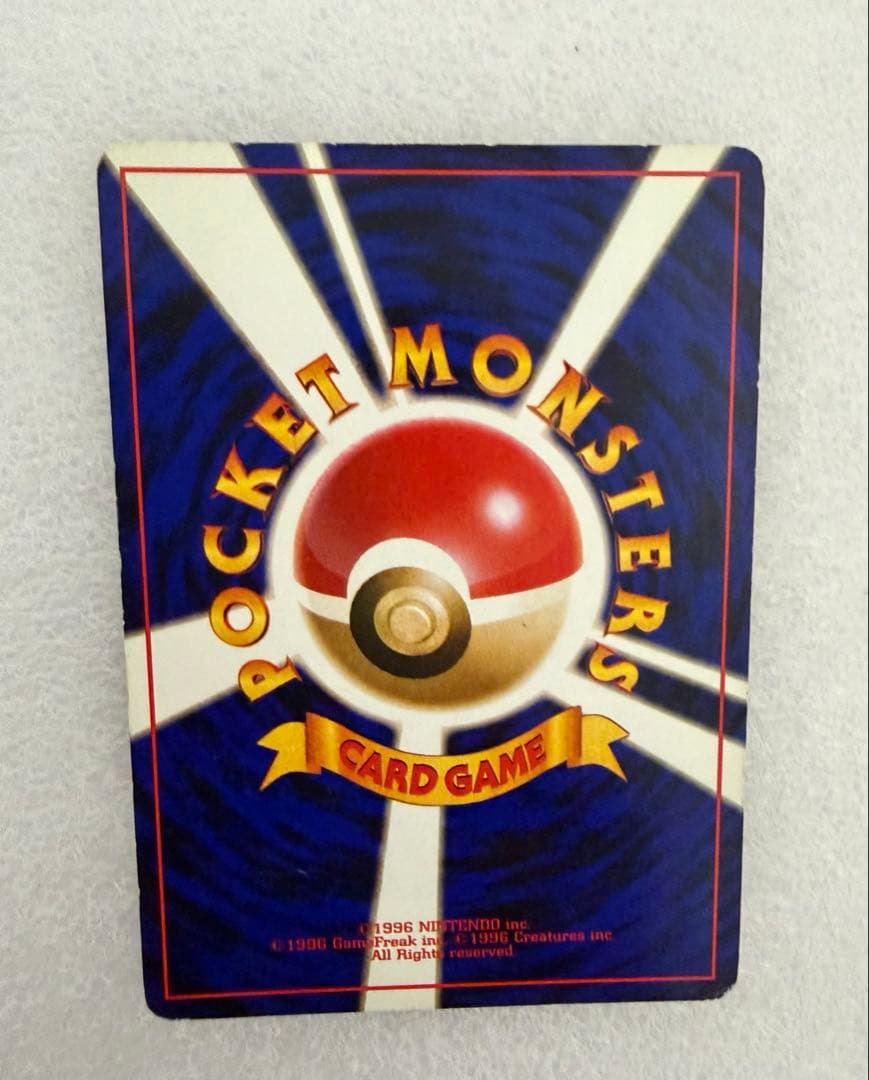 POCKET MONSTERS
CARD GAME
©1996 NINTENDO inc.
©1996 GameFreak inc. ©1996 Creatures inc.
All Rights reserved.